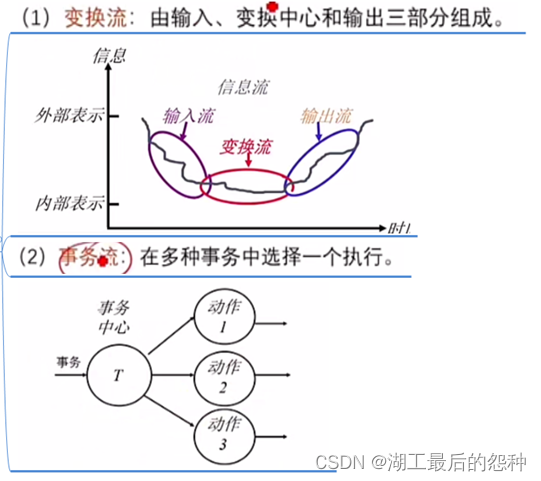 (1) 变换流：由输入、变换中心和输出三部分组成。
信息
信息流
外部表示
输入流
输出流
变换流
内部表示
时
(2) 事务流：在多种事务中选择一个执行。
事务
中心
动作
1
事务
T
动作
2
动作
3
CSDN @湖工最后的怨种